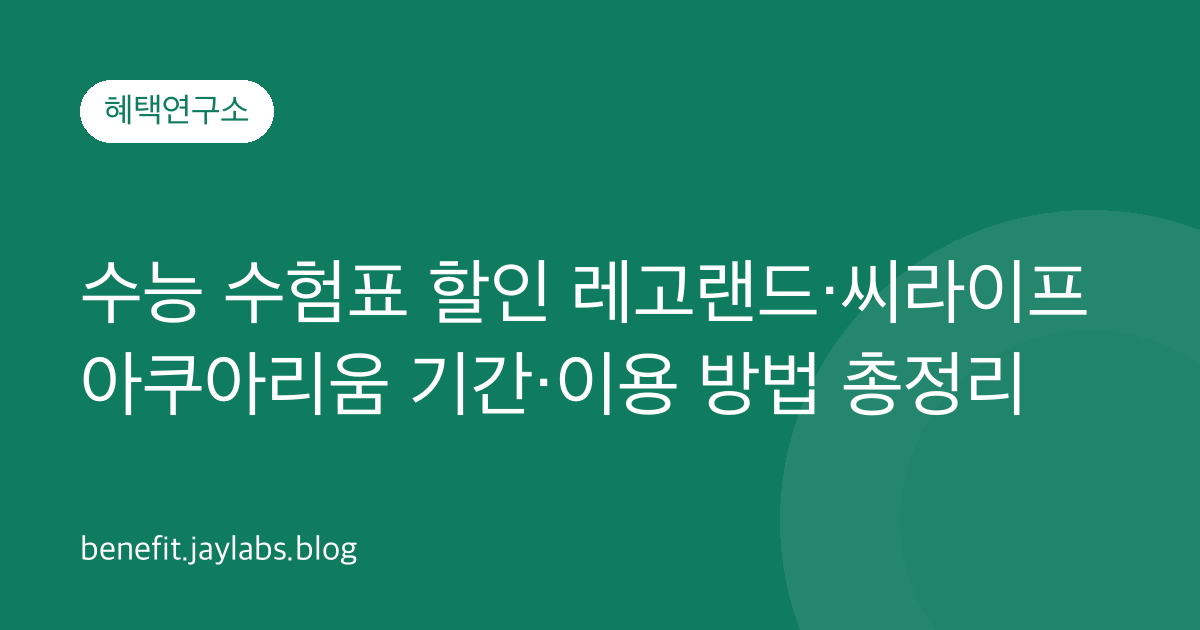 혜택연구소
수능 수험표 할인 레고랜드·씨라이프
아쿠아리움 기간·이용 방법 총정리
benefit.jaylabs.blog